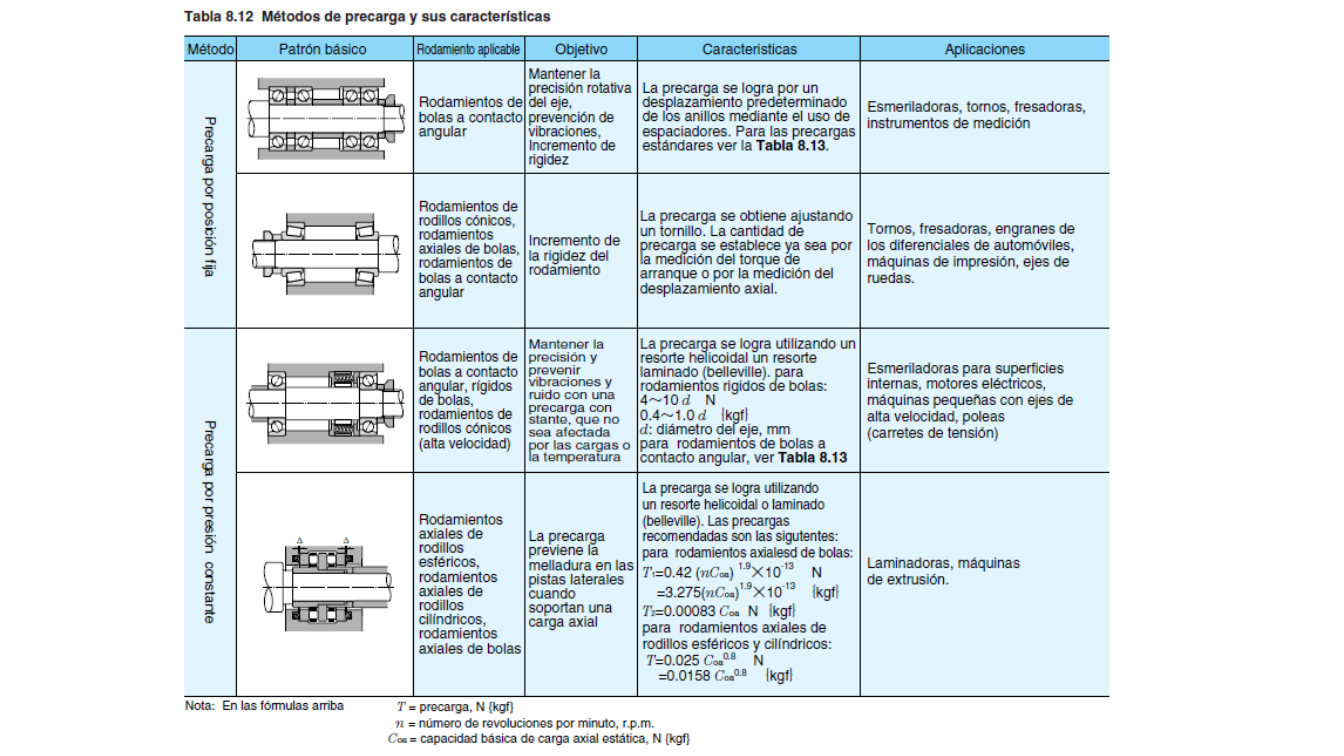 Tabla 8.12 Métodos de precarga y sus características
Método
Patrón básico
Rodamiento aplicable
Objetivo
Caracteristicas
Aplicaciones
Precarga por posición fija
Rodamientos de
bolas a contacto
angular
Mantener la
precisión rotativa
del eje,
prevención de
vibraciones,
Incremento de
rigidez
La precarga se logra por un
desplazamiento predeterminado
de los anillos mediante el uso de
espaciadores. Para las precargas
estándares ver la Tabla 8.13.
Esmeriladoras, tornos, fresadoras,
instrumentos de medición
Rodamientos de
rodillos cónicos,
rodamientos
axiales de bolas,
rodamientos de
bolas a contacto
angular
Incremento de
la rigidez del
rodamiento
La precarga se obtiene ajustando
un tornillo. La cantidad de
precarga se establece ya sea por
la medición del torque de
arranque o por la medición del
desplazamiento axial.
Tornos, fresadoras, engranes de
los diferenciales de automóviles,
máquinas de impresión, ejes de
ruedas.
Precarga por presión constante
Rodamientos de
bolas a contacto
angular, rígidos
de bolas,
rodamientos de
rodillos cónicos
(alta velocidad)
Mantener la
precisión y
prevenir
vibraciones y
ruido con una
precarga con
stante, que no
sea afectada
por las cargas o
la temperatura
La precarga se logra utilizando un
resorte helicoidal un resorte
laminado (belleville). para
rodamientos rigidos de bolas:
4～10 d N
0.4～1.0 d {kgf}
d: diámetro del eje, mm
para rodamientos de bolas a
contacto angular, ver Tabla 8.13
Esmeriladoras para superficies
internas, motores eléctricos,
máquinas pequeñas con ejes de
alta velocidad, poleas
(carretes de tensión)
Δ Δ
Rodamientos
axiales de
rodillos
esféricos,
rodamientos
axiales de
rodillos
cilíndricos,
rodamientos
axiales de bolas
La precarga
previene la
melladura en las
pistas laterales
cuando
soportan una
carga axial
La precarga se logra utilizando
un resorte helicoidal o laminado
(belleville). Las precargas
recomendadas son las sigutentes:
para rodamientos axialesd de bolas:
T₁=0.42 (nCoa) ^1.9×10^-13 N
=3.275(nCoa)^1.9×10^-13 {kgf}
T₂=0.00083 Coa N {kgf}
para rodamientos axiales de
rodillos esféricos y cilíndricos:
T=0.025 Coa^0.8 N
=0.0158 Coa^0.8 {kgf}
Laminadoras, máquinas
de extrusión.
Nota: En las fórmulas arriba T = precarga, N {kgf}
n = número de revoluciones por minuto, r.p.m.
Coa = capacidad básica de carga axial estática, N {kgf}